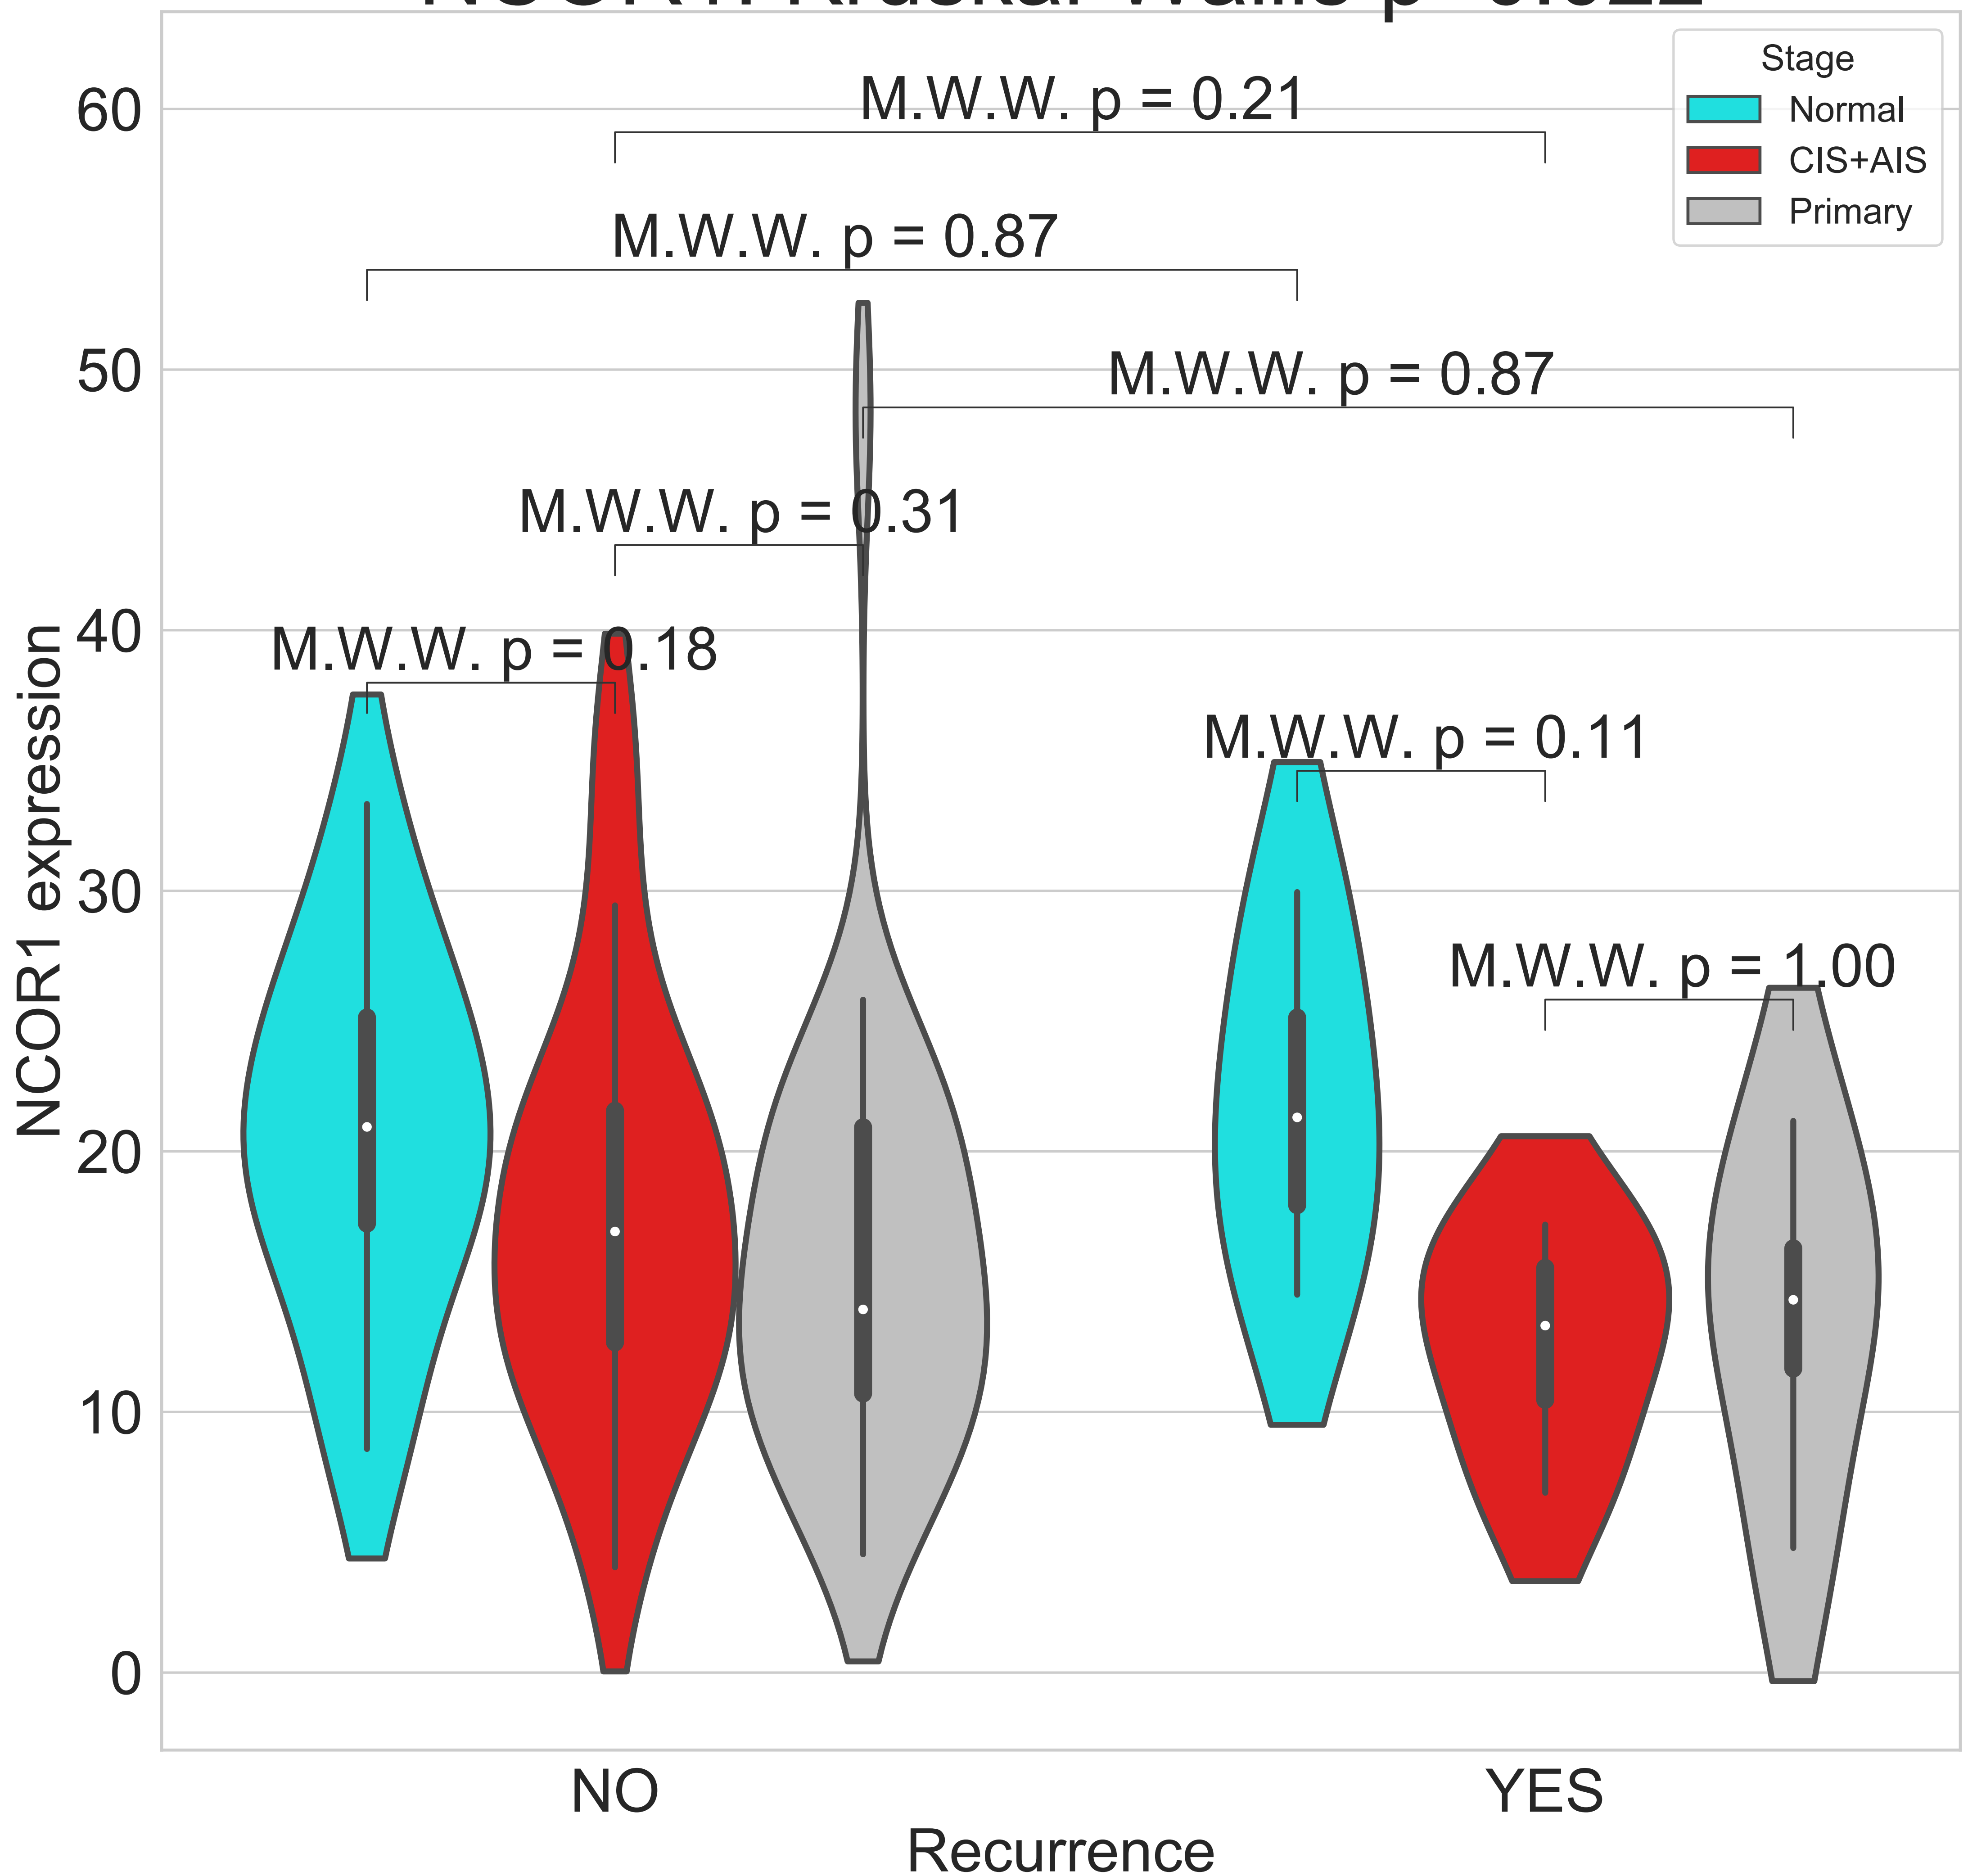 Stage
Normal
CIS+AIS
Primary
M.W.W. p = 0.21
M.W.W. p = 0.87
M.W.W. p = 0.87
M.W.W. p = 0.31
M.W.W. p = 0.18
M.W.W. p = 0.11
M.W.W. p = 1.00
60
50
40
30
20
10
0
NCOR1 expression
NO
YES
Recurrence